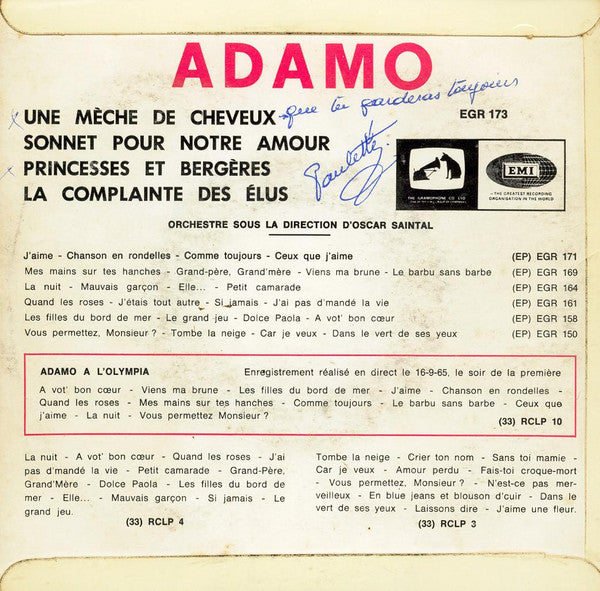 ADAMO
UNE MÈCHE DE CHEVEUX que tu garderas toujours
EGR 173
SONNET POUR NOTRE AMOUR
PRINCESSES ET BERGÈRES
LA COMPLAINTE DES ÉLUS
Paulette.
THE GRAMOPHONE CO LTD
EMI
— THE GREATEST RECORDING
ORGANISATION IN THE WORLD
ORCHESTRE SOUS LA DIRECTION D'OSCAR SAINTAL
J'aime - Chanson en rondelles - Comme toujours - Ceux que j'aime (EP) EGR 171
Mes mains sur tes hanches - Grand-père, Grand'mère - Viens ma brune - Le barbu sans barbe (EP) EGR 169
La nuit - Mauvais garçon - Elle... - Petit camarade (EP) EGR 164
Quand les roses - J'étais tout autre - Si jamais - J'ai pas d'mandé la vie (EP) EGR 161
Les filles du bord de mer - Le grand jeu - Dolce Paola - A vot' bon cœur (EP) EGR 158
Vous permettez, Monsieur ? - Tombe la neige - Car je veux - Dans le vert de ses yeux (EP) EGR 150
ADAMO A L'OLYMPIA Enregistrement réalisé en direct le 16-9-65, le soir de la première
A vot' bon cœur - Viens ma brune - Les filles du bord de mer - J'aime - Chanson en rondelles -
Quand les roses - Mes mains sur tes hanches - Comme toujours - Le barbu sans barbe - Ceux que
j'aime - La nuit - Vous permettez Monsieur ?
(33) RCLP 10
La nuit - A vot' bon cœur - Quand les roses - J'ai
pas d'mandé la vie - Petit camarade - Grand-Père,
Grand'Mère - Dolce Paola - Les filles du bord de
mer - Elle... - Mauvais garçon - Si jamais - Le
grand jeu.
(33) RCLP 4
Tombe la neige - Crier ton nom - Sans toi mamie -
Car je veux - Amour perdu - Fais-toi croque-mort
- Vous permettez, Monsieur ? - N'est-ce pas mer-
veilleux - En blue jeans et blouson d'cuir - Dans le
vert de ses yeux - Laissons dire - J'aime une fleur.
(33) RCLP 3